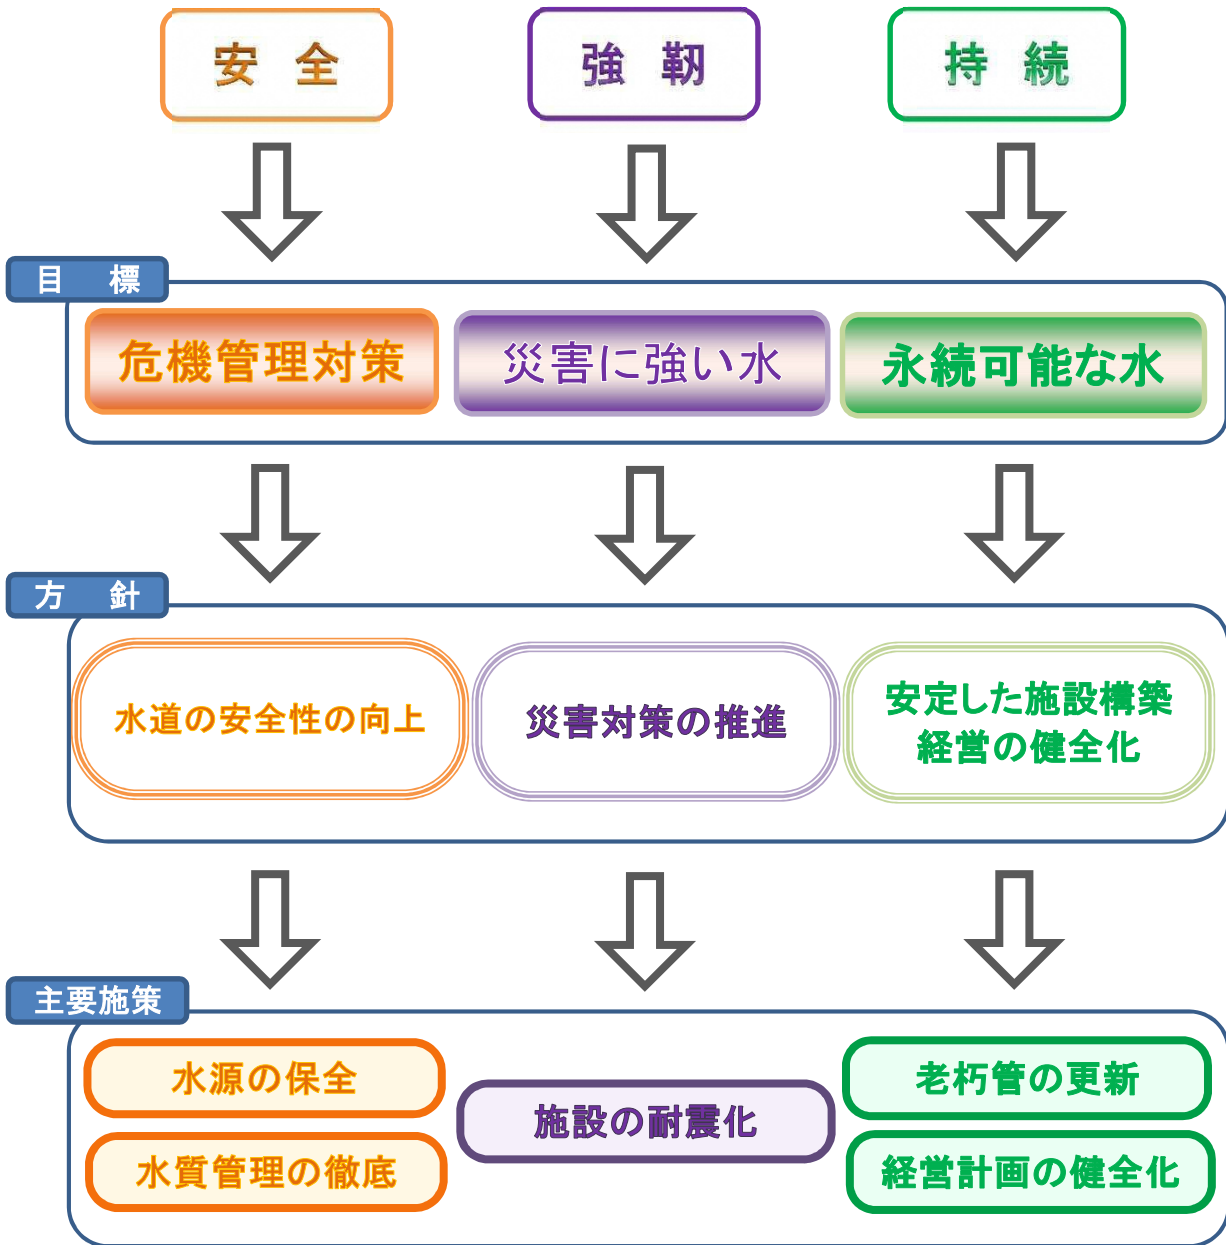 安 全
強 靭
持 続
目 標
危機管理対策
災害に強い水
永続可能な水
方 針
水道の安全性の向上
災害対策の推進
安定した施設構築
経営の健全化
主要施策
水源の保全
水質管理の徹底
施設の耐震化
老朽管の更新
経営計画の健全化